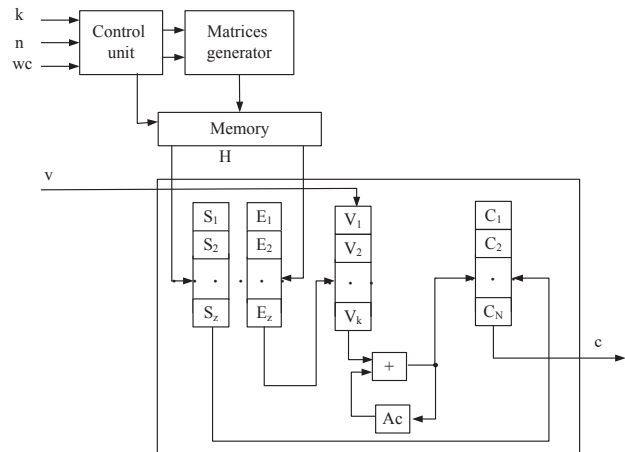 k
n
wc
Control unit
Matrices generator
Memory
H
v
S1 E1 V1 C1
S2 E2 V2 C2
. . . . . . .
Sz Ez Vk CN
+
Ac
c